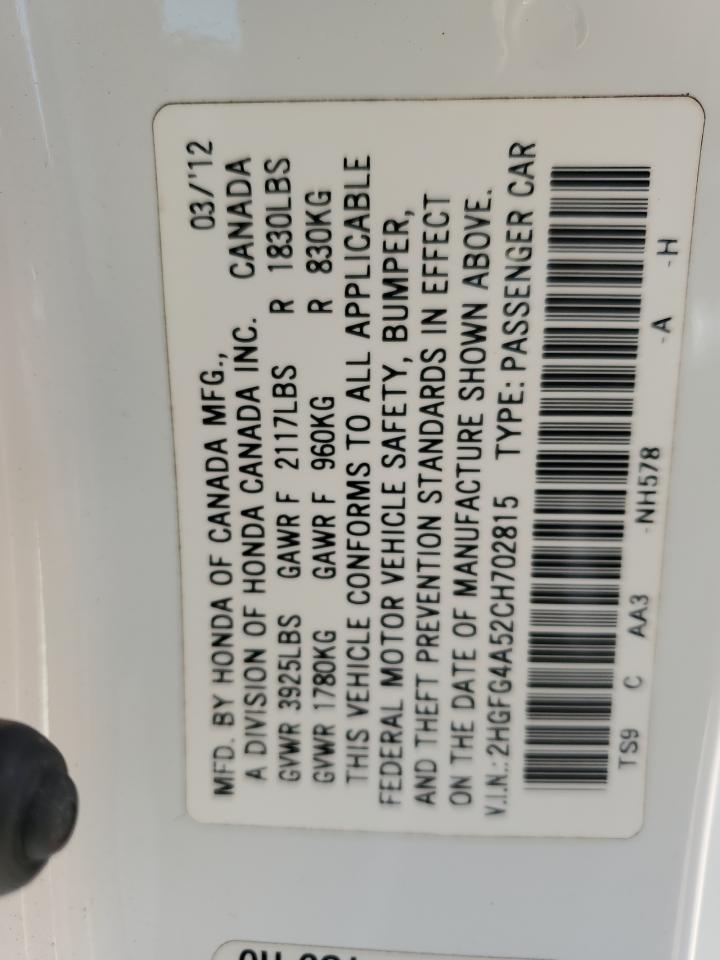 MFD. BY HONDA OF CANADA MFG., 03/'12
A DIVISION OF HONDA CANADA INC. CANADA
GVWR 3925LBS GAWR F 2117LBS R 1830LBS
GVWR 1780KG GAWR F 960KG R 830KG
THIS VEHICLE CONFORMS TO ALL APPLICABLE
FEDERAL MOTOR VEHICLE SAFETY, BUMPER,
AND THEFT PREVENTION STANDARDS IN EFFECT
ON THE DATE OF MANUFACTURE SHOWN ABOVE.
V.I.N.: 2HGFG4A52CH702815 TYPE: PASSENGER CAR
TS9 C AA3 -NH578 -A -H